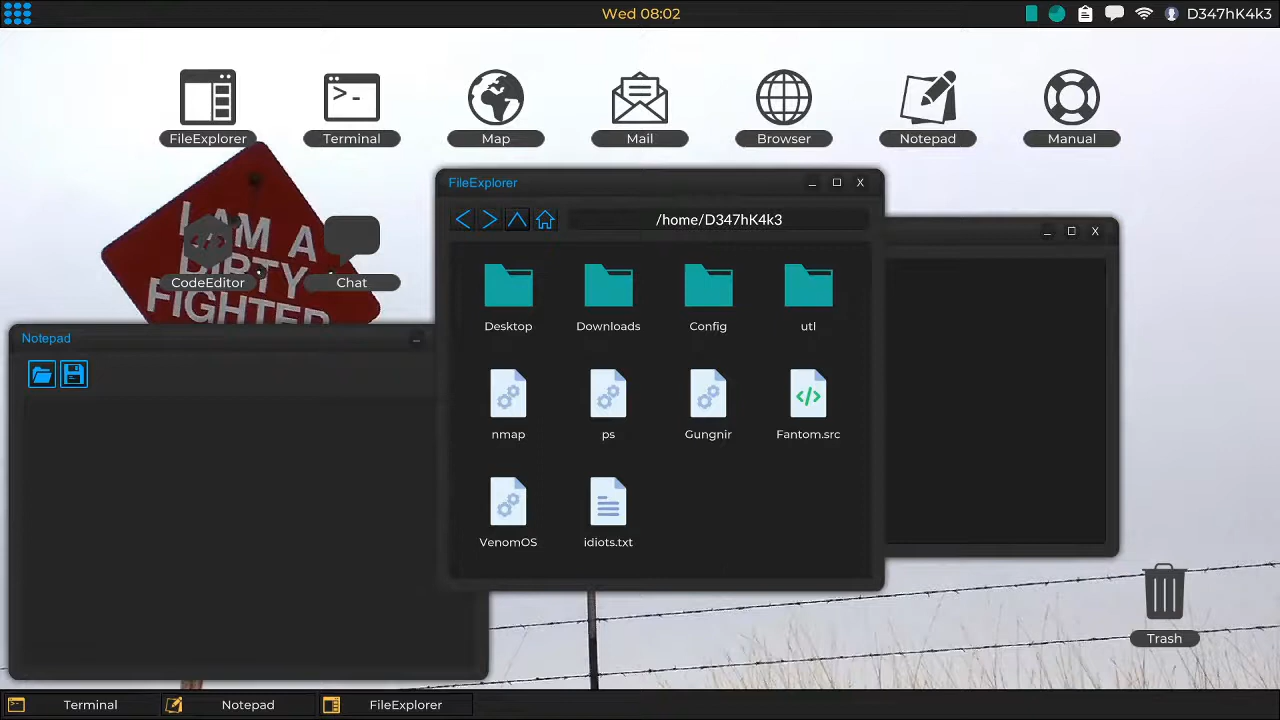 Wed 08:02
D347hK4k3
FileExplorer
Terminal
Map
Mail
Browser
Notepad
Manual
I AM A
DIRTY
FIGHTER
CodeEditor
Chat
FileExplorer
X
/home/D347hK4k3
X
Desktop
Downloads
Config
utl
Notepad
nmap
ps
Gungnir
Fantom.src
VenomOS
idiots.txt
Trash
Terminal
Notepad
FileExplorer